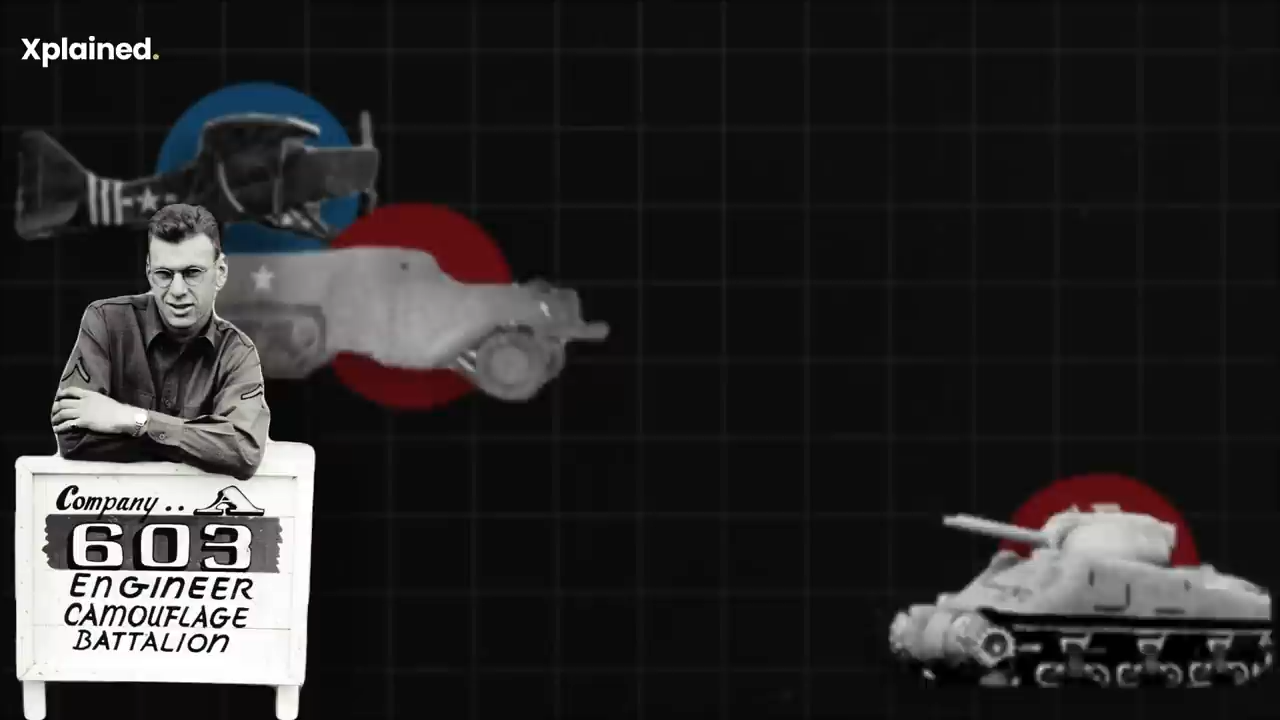 Xplained.
Company .. A
603
ENGINEER
CAMOUFLAGE
BATTALION